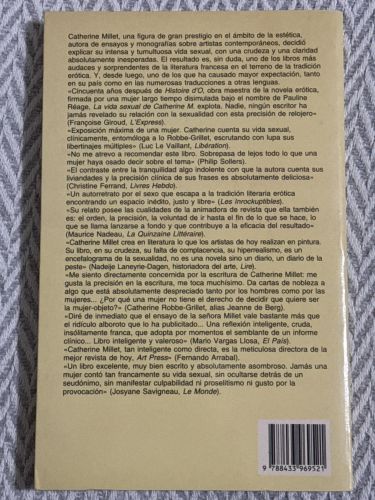 Catherine Millet, una figura de gran prestigio en el ámbito de la estética,
autora de ensayos y monografías sobre artistas contemporáneos, decidió
explicar su intensa y tumultuosa vida sexual, con una crudeza y una claridad
absolutamente inesperadas. El resultado es, sin duda, uno de los libros más
audaces y sorprendentes de la literatura francesa en el terreno de la tradición
erótica. Y, desde luego, uno de los que ha causado mayor expectación, tanto
en su país como en las numerosas traducciones a otras lenguas.
«Cincuenta años después de Histoire d'O, obra maestra de la novela erótica,
firmada por una mujer largo tiempo disimulada bajo el nombre de Pauline
Réage, La vida sexual de Catherine M. explota. Nadie, ningún escritor ha
jamás revelado su relación con la sexualidad con esta precisión de relojero»
(Françoise Giroud, L'Express).
«Exposición máxima de una mujer. Catherine cuenta su vida sexual,
clínicamente, entomóloga a lo Robbe-Grillet, escrutando con lupa sus
libertinajes múltiples» (Luc Le Vaillant, Libération).
«No me atrevo a recomendar este libro. Sobrepasa de lejos todo lo que una
mujer haya osado decir sobre el tema» (Philip Sollers).
«El contraste entre la tranquilidad algo indolente con que la autora cuenta sus
liviandades y la precisión clínica de sus frases es absolutamente deliciosa»
(Christine Ferrand, Livres Hebdo).
«Un autorretrato por el sexo que escapa a la tradición literaria erótica
encontrando un espacio inédito, justo y libre» (Les Inrockuptibles).
«Su relato posee las cualidades de la animadora de revista que ella también
es: el orden, la precisión, la voluntad de ir hasta el fin de lo que se hace, lo
que se llama lanzarse a fondo y que contribuye a la eficacia del resultado»
(Maurice Nadeau, La Quinzaine Littéraire).
«Catherine Millet crea en literatura lo que los artistas de hoy realizan en pintura.
Su libro, en su crudeza, su falta de complacencia, su hiperrealismo, es un
encefalograma de la sexualidad, no es una novela sino un diario, un diario de la
peste» (Nadeije Laneyrie-Dagen, historiadora del arte, Lire).
«Me siento directamente concernida por la escritura de Catherine Millet: me
gusta la precisión en la escritura, me toca muchísimo. Da cartas de nobleza a
algo que está absolutamente despreciado tanto por los hombres como por las
mujeres... ¿Por qué una mujer no tiene el derecho de decidir que quiere ser
la mujer-objeto?» (Catherine Robbe-Grillet, alias Jeanne de Berg).
«Diré de inmediato que el ensayo de la señora Millet vale bastante más que
el ridículo alboroto que lo ha publicitado... Una reflexión inteligente, cruda,
insólitamente franca, que adopta por momentos el semblante de un informe
clínico... Libro inteligente y valeroso» (Mario Vargas Llosa, El País).
«Catherine Millet, tan inteligente como directa, es la meticulosa directora de la
mejor revista de hoy, Art Press» (Fernando Arrabal).
«Un libro excelente, muy bien escrito y absolutamente asombroso. Jamás una
mujer contó tan francamente su vida sexual, sin ocultarse detrás de un
seudónimo, sin manifestar culpabilidad ni proselitismo ni gusto por la
provocación» (Josyane Savigneau, Le Monde).
9 788433 969521